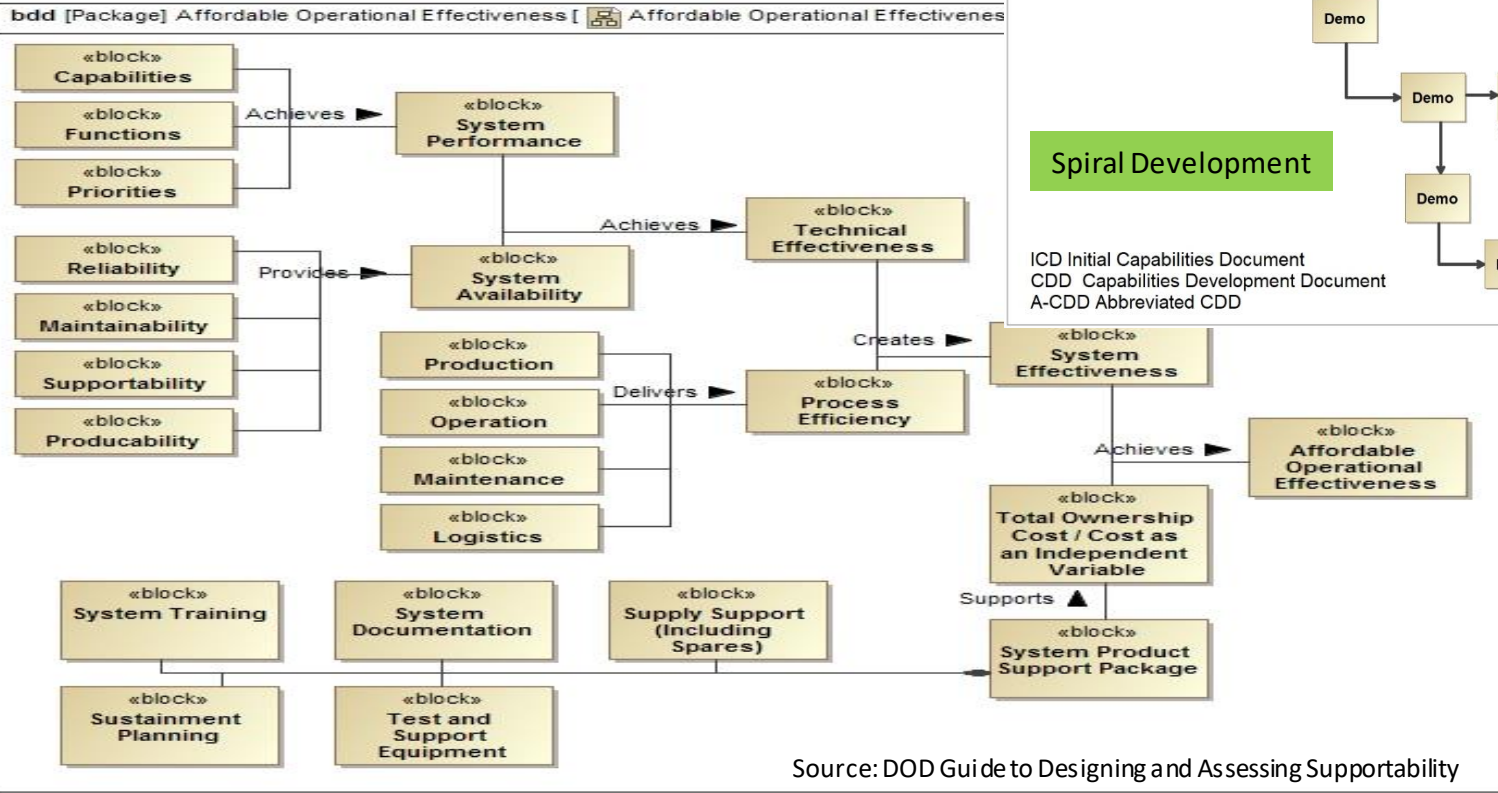 bdd [Package] Affordable Operational Effectiveness [ Affordable Operational Effectivenes
«block»
Capabilities
«block»
Functions
«block»
Priorities
Achieves
«block»
System
Performance
«block»
Reliability
«block»
Maintainability
«block»
Supportability
«block»
Producability
Provides
«block»
System
Availability
Achieves
«block»
Technical
Effectiveness
«block»
Production
«block»
Operation
«block»
Maintenance
«block»
Logistics
Delivers
«block»
Process
Efficiency
Creates
«block»
System
Effectiveness
Achieves
«block»
Affordable
Operational
Effectiveness
«block»
Total Ownership
Cost / Cost as
an Independent
Variable
Supports
«block»
System Product
Support Package
«block»
System Training
«block»
System
Documentation
«block»
Supply Support
(Including
Spares)
«block»
Sustainment
Planning
«block»
Test and
Support
Equipment
Demo
Demo
Demo
Spiral Development
ICD Initial Capabilities Document
CDD Capabilities Development Document
A-CDD Abbreviated CDD
Source: DOD Guide to Designing and Assessing Supportability